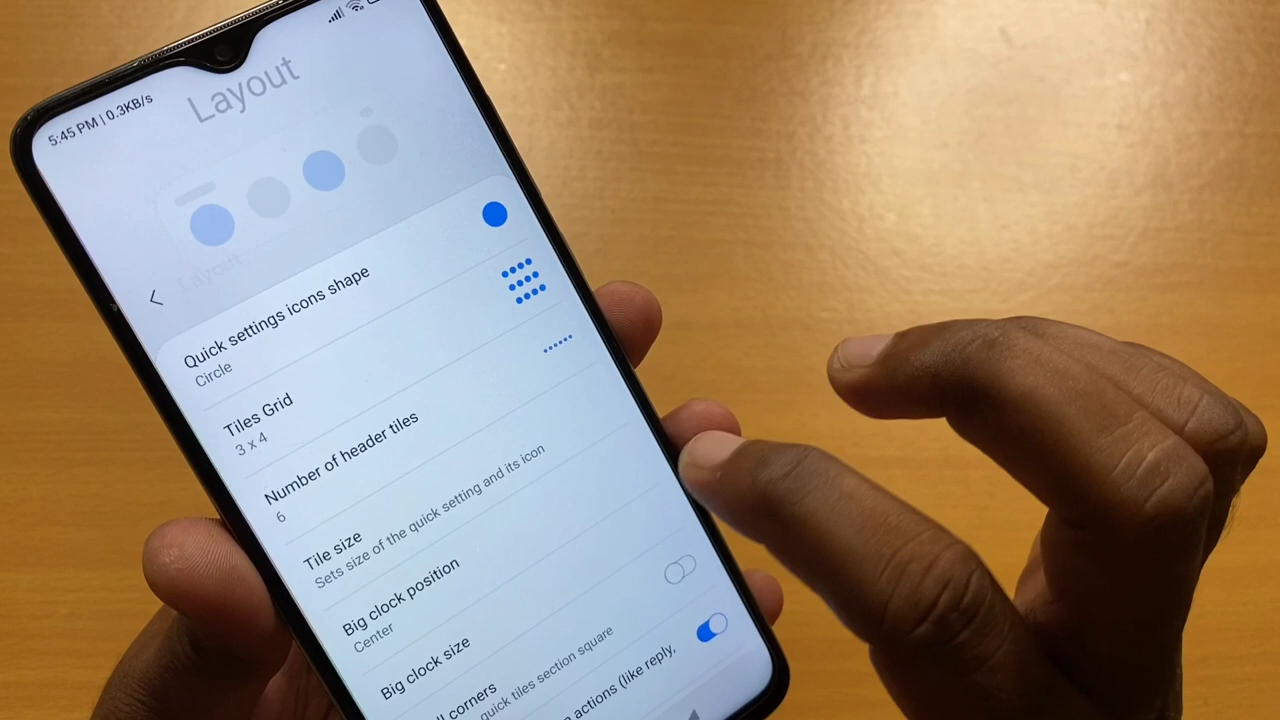 5:45 PM | 0.3KB/s
Layout
Layout
Quick settings icons shape
Circle
Tiles Grid
3 x 4
Number of header tiles
6
Tile size
Sets size of the quick setting and its icon
Big clock position
Center
Big clock size
corners
quick tiles section square
actions (like reply,